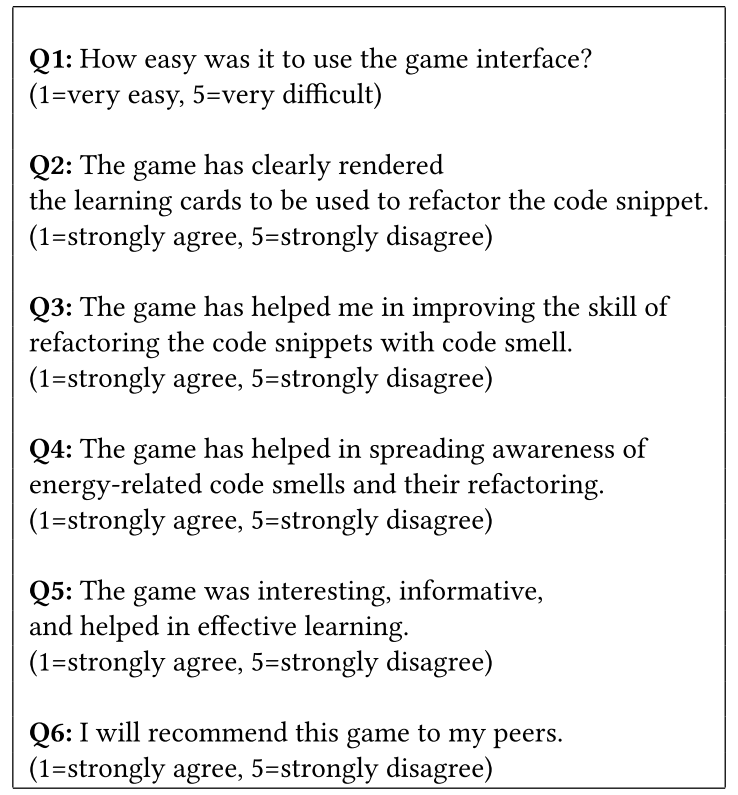 Q1: How easy was it to use the game interface?
(1=very easy, 5=very difficult)
Q2: The game has clearly rendered
the learning cards to be used to refactor the code snippet.
(1=strongly agree, 5=strongly disagree)
Q3: The game has helped me in improving the skill of
refactoring the code snippets with code smell.
(1=strongly agree, 5=strongly disagree)
Q4: The game has helped in spreading awareness of
energy-related code smells and their refactoring.
(1=strongly agree, 5=strongly disagree)
Q5: The game was interesting, informative,
and helped in effective learning.
(1=strongly agree, 5=strongly disagree)
Q6: I will recommend this game to my peers.
(1=strongly agree, 5=strongly disagree)